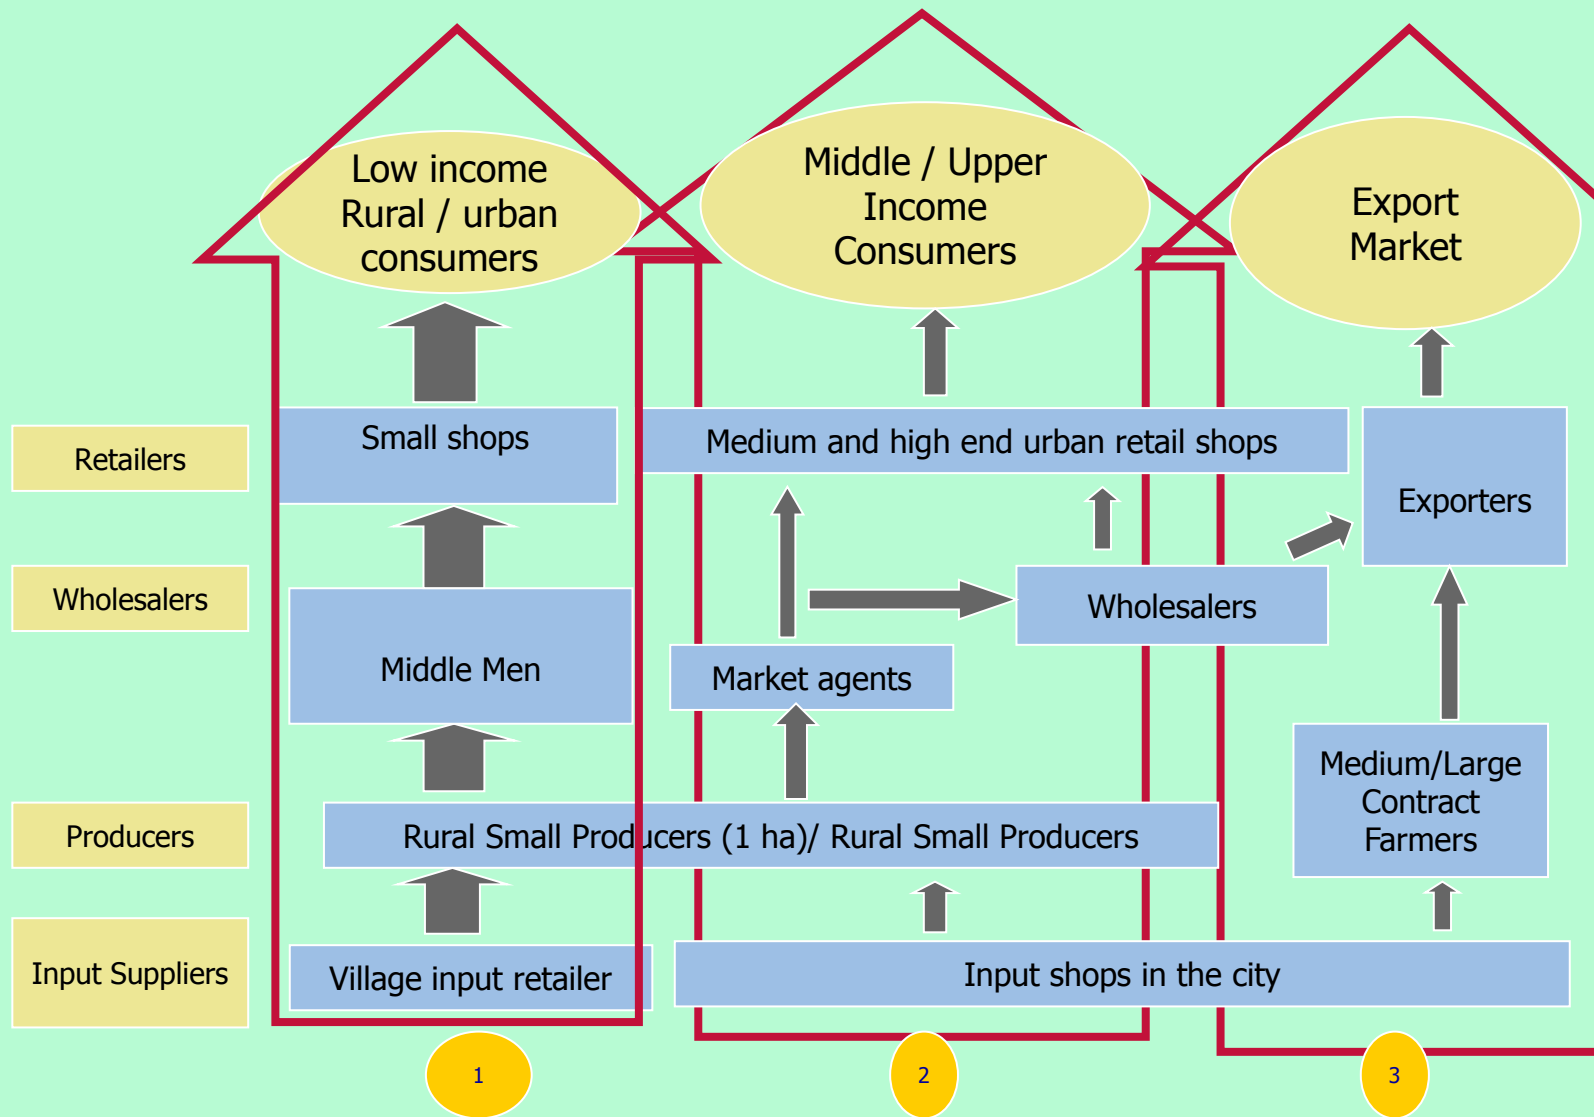 Low income
Rural / urban
consumers
Middle / Upper
Income
Consumers
Export
Market
Retailers
Small shops
Medium and high end urban retail shops
Exporters
Wholesalers
Wholesalers
Middle Men
Market agents
Medium/Large
Contract
Farmers
Producers
Rural Small Producers (1 ha)/ Rural Small Producers
Input Suppliers
Village input retailer
Input shops in the city
1
2
3